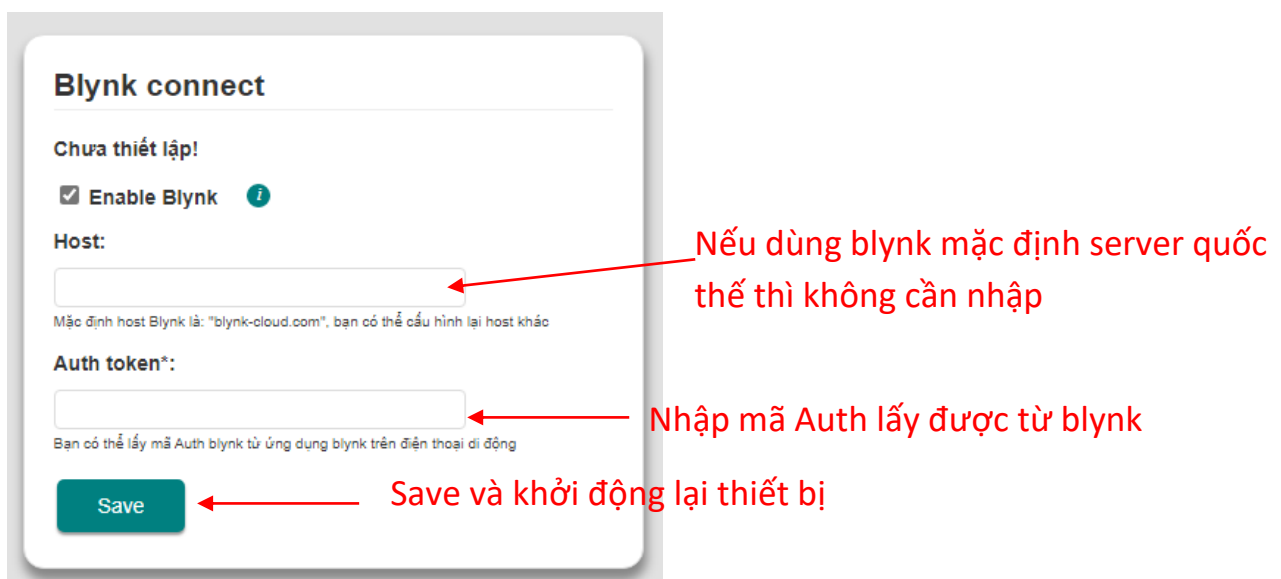 Blynk connect
Chưa thiết lập!
Enable Blynk i
Host:
Nếu dùng blynk mặc định server quốc
thế thì không cần nhập
Mặc định host Blynk là: "blynk-cloud.com", bạn có thể cấu hình lại host khác
Auth token*:
Nhập mã Auth lấy được từ blynk
Bạn có thể lấy mã Auth blynk từ ứng dụng blynk trên điện thoại di động
Save
Save và khởi động lại thiết bị